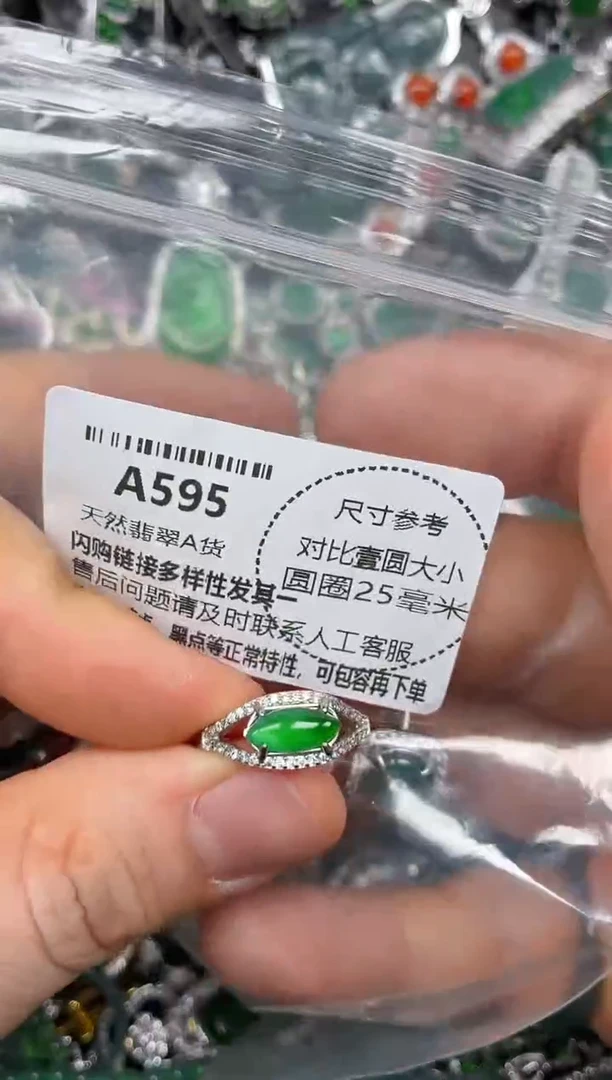 A595
天然翡翠A货
闪购链接多样性发其一
售后问题请及时联系人工客服
黑点等正常特性，可包容再下单
尺寸参考
对比壹圆大小
圆圈25毫米